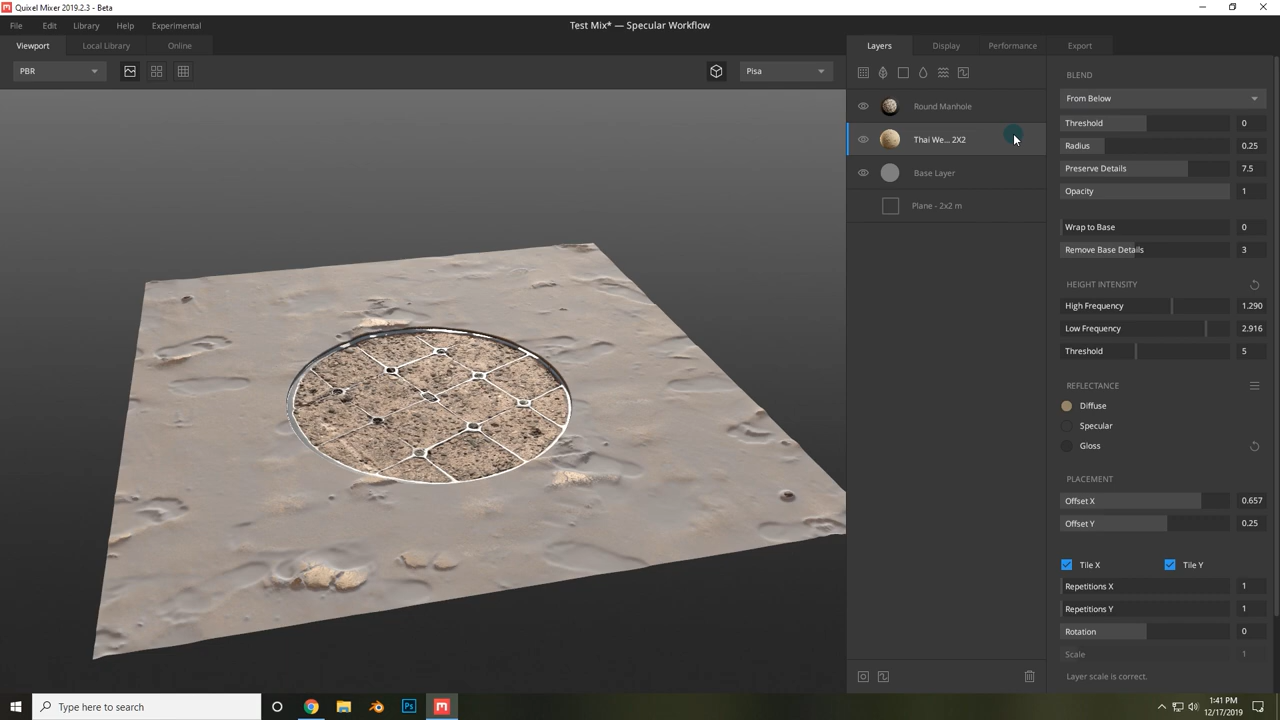 Quixel Mixer 2019.2.3 - Beta
File Edit Library Help Experimental
Test Mix* — Specular Workflow
Viewport Local Library Online
Layers Display Performance Export
PBR
Pisa
Round Manhole
Thai We... 2X2
Base Layer
Plane - 2x2 m
BLEND
From Below
Threshold 0
Radius 0.25
Preserve Details 7.5
Opacity 1
Wrap to Base 0
Remove Base Details 3
HEIGHT INTENSITY
High Frequency 1.290
Low Frequency 2.916
Threshold 5
REFLECTANCE
Diffuse
Specular
Gloss
PLACEMENT
Offset X 0.657
Offset Y 0.25
Tile X Tile Y
Repetitions X 1
Repetitions Y 1
Rotation 0
Scale 1
Layer scale is correct.
Type here to search
Ps
1:41 PM
12/17/2019